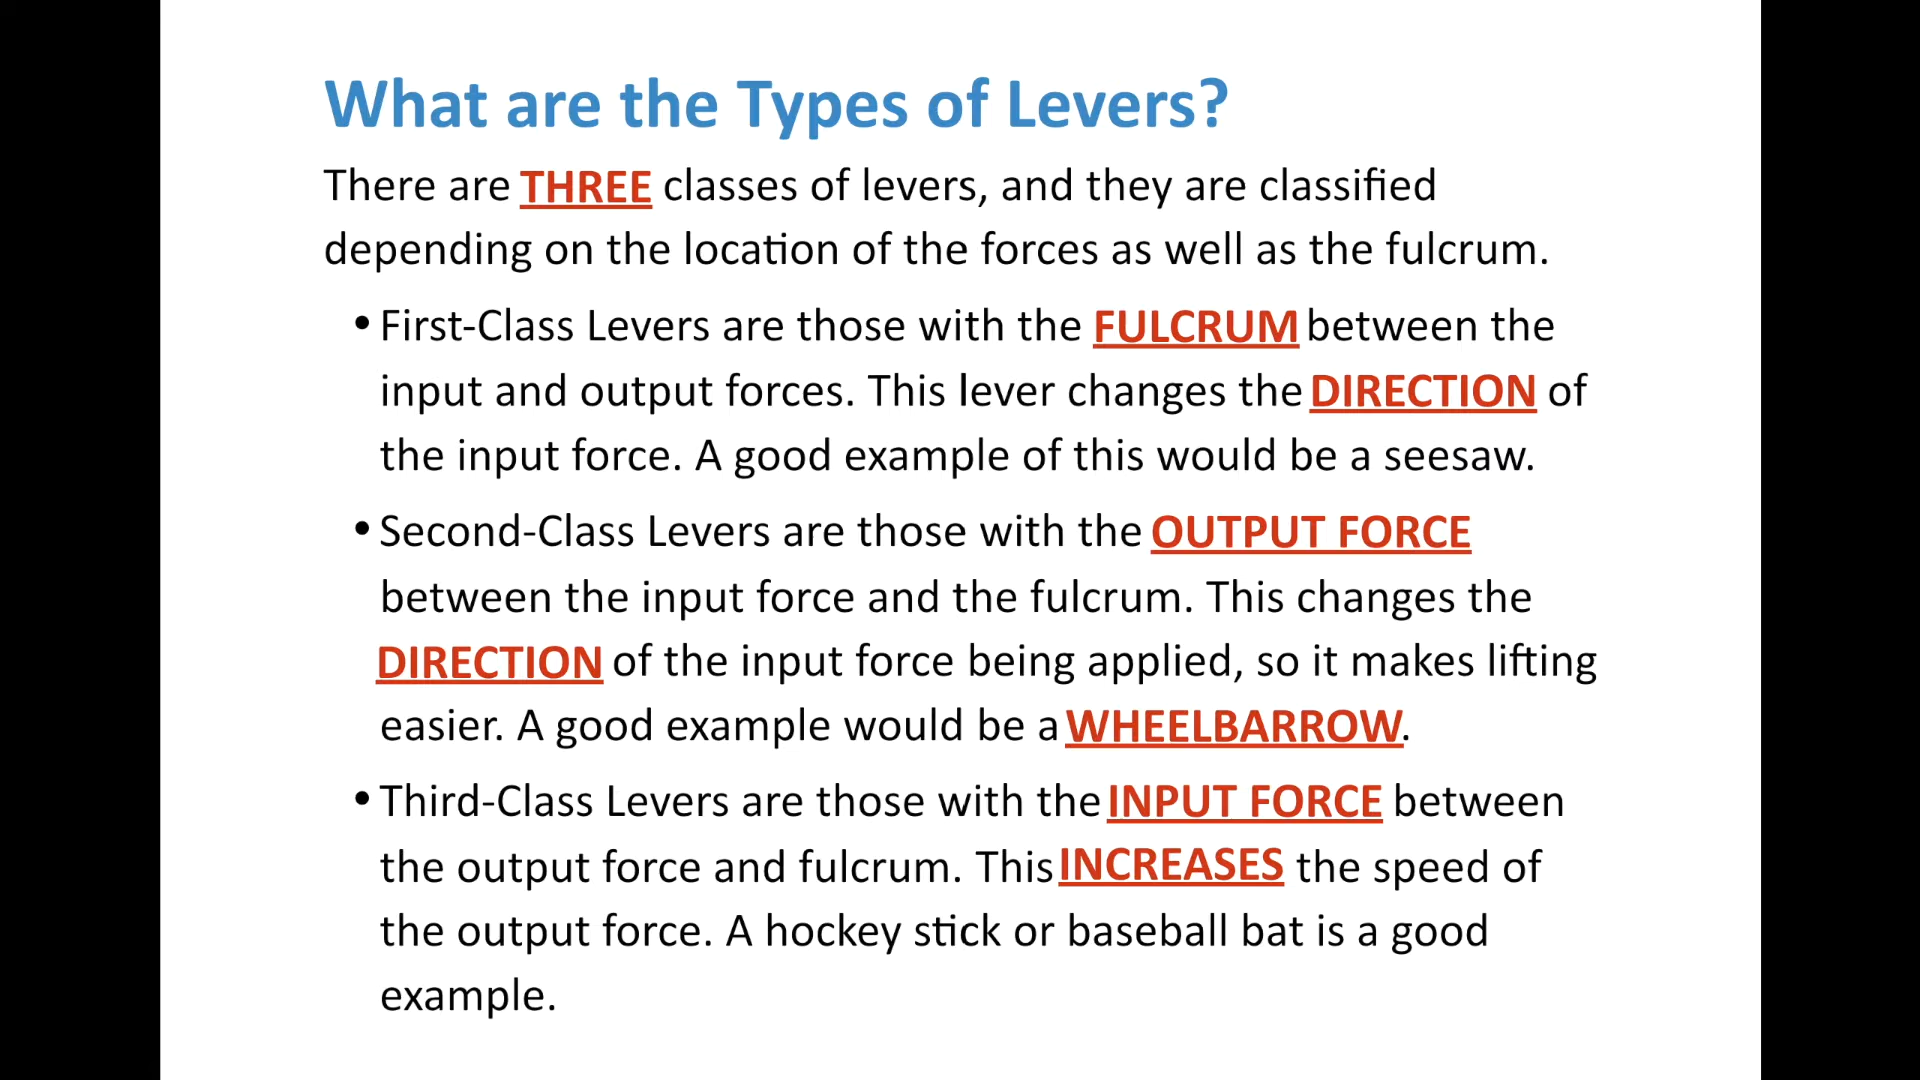 What are the Types of Levers?
There are THREE classes of levers, and they are classified
depending on the location of the forces as well as the fulcrum.
• First-Class Levers are those with the FULCRUM between the
input and output forces. This lever changes the DIRECTION of
the input force. A good example of this would be a seesaw.
• Second-Class Levers are those with the OUTPUT FORCE
between the input force and the fulcrum. This changes the
DIRECTION of the input force being applied, so it makes lifting
easier. A good example would be a WHEELBARROW.
• Third-Class Levers are those with the INPUT FORCE between
the output force and fulcrum. This INCREASES the speed of
the output force. A hockey stick or baseball bat is a good
example.